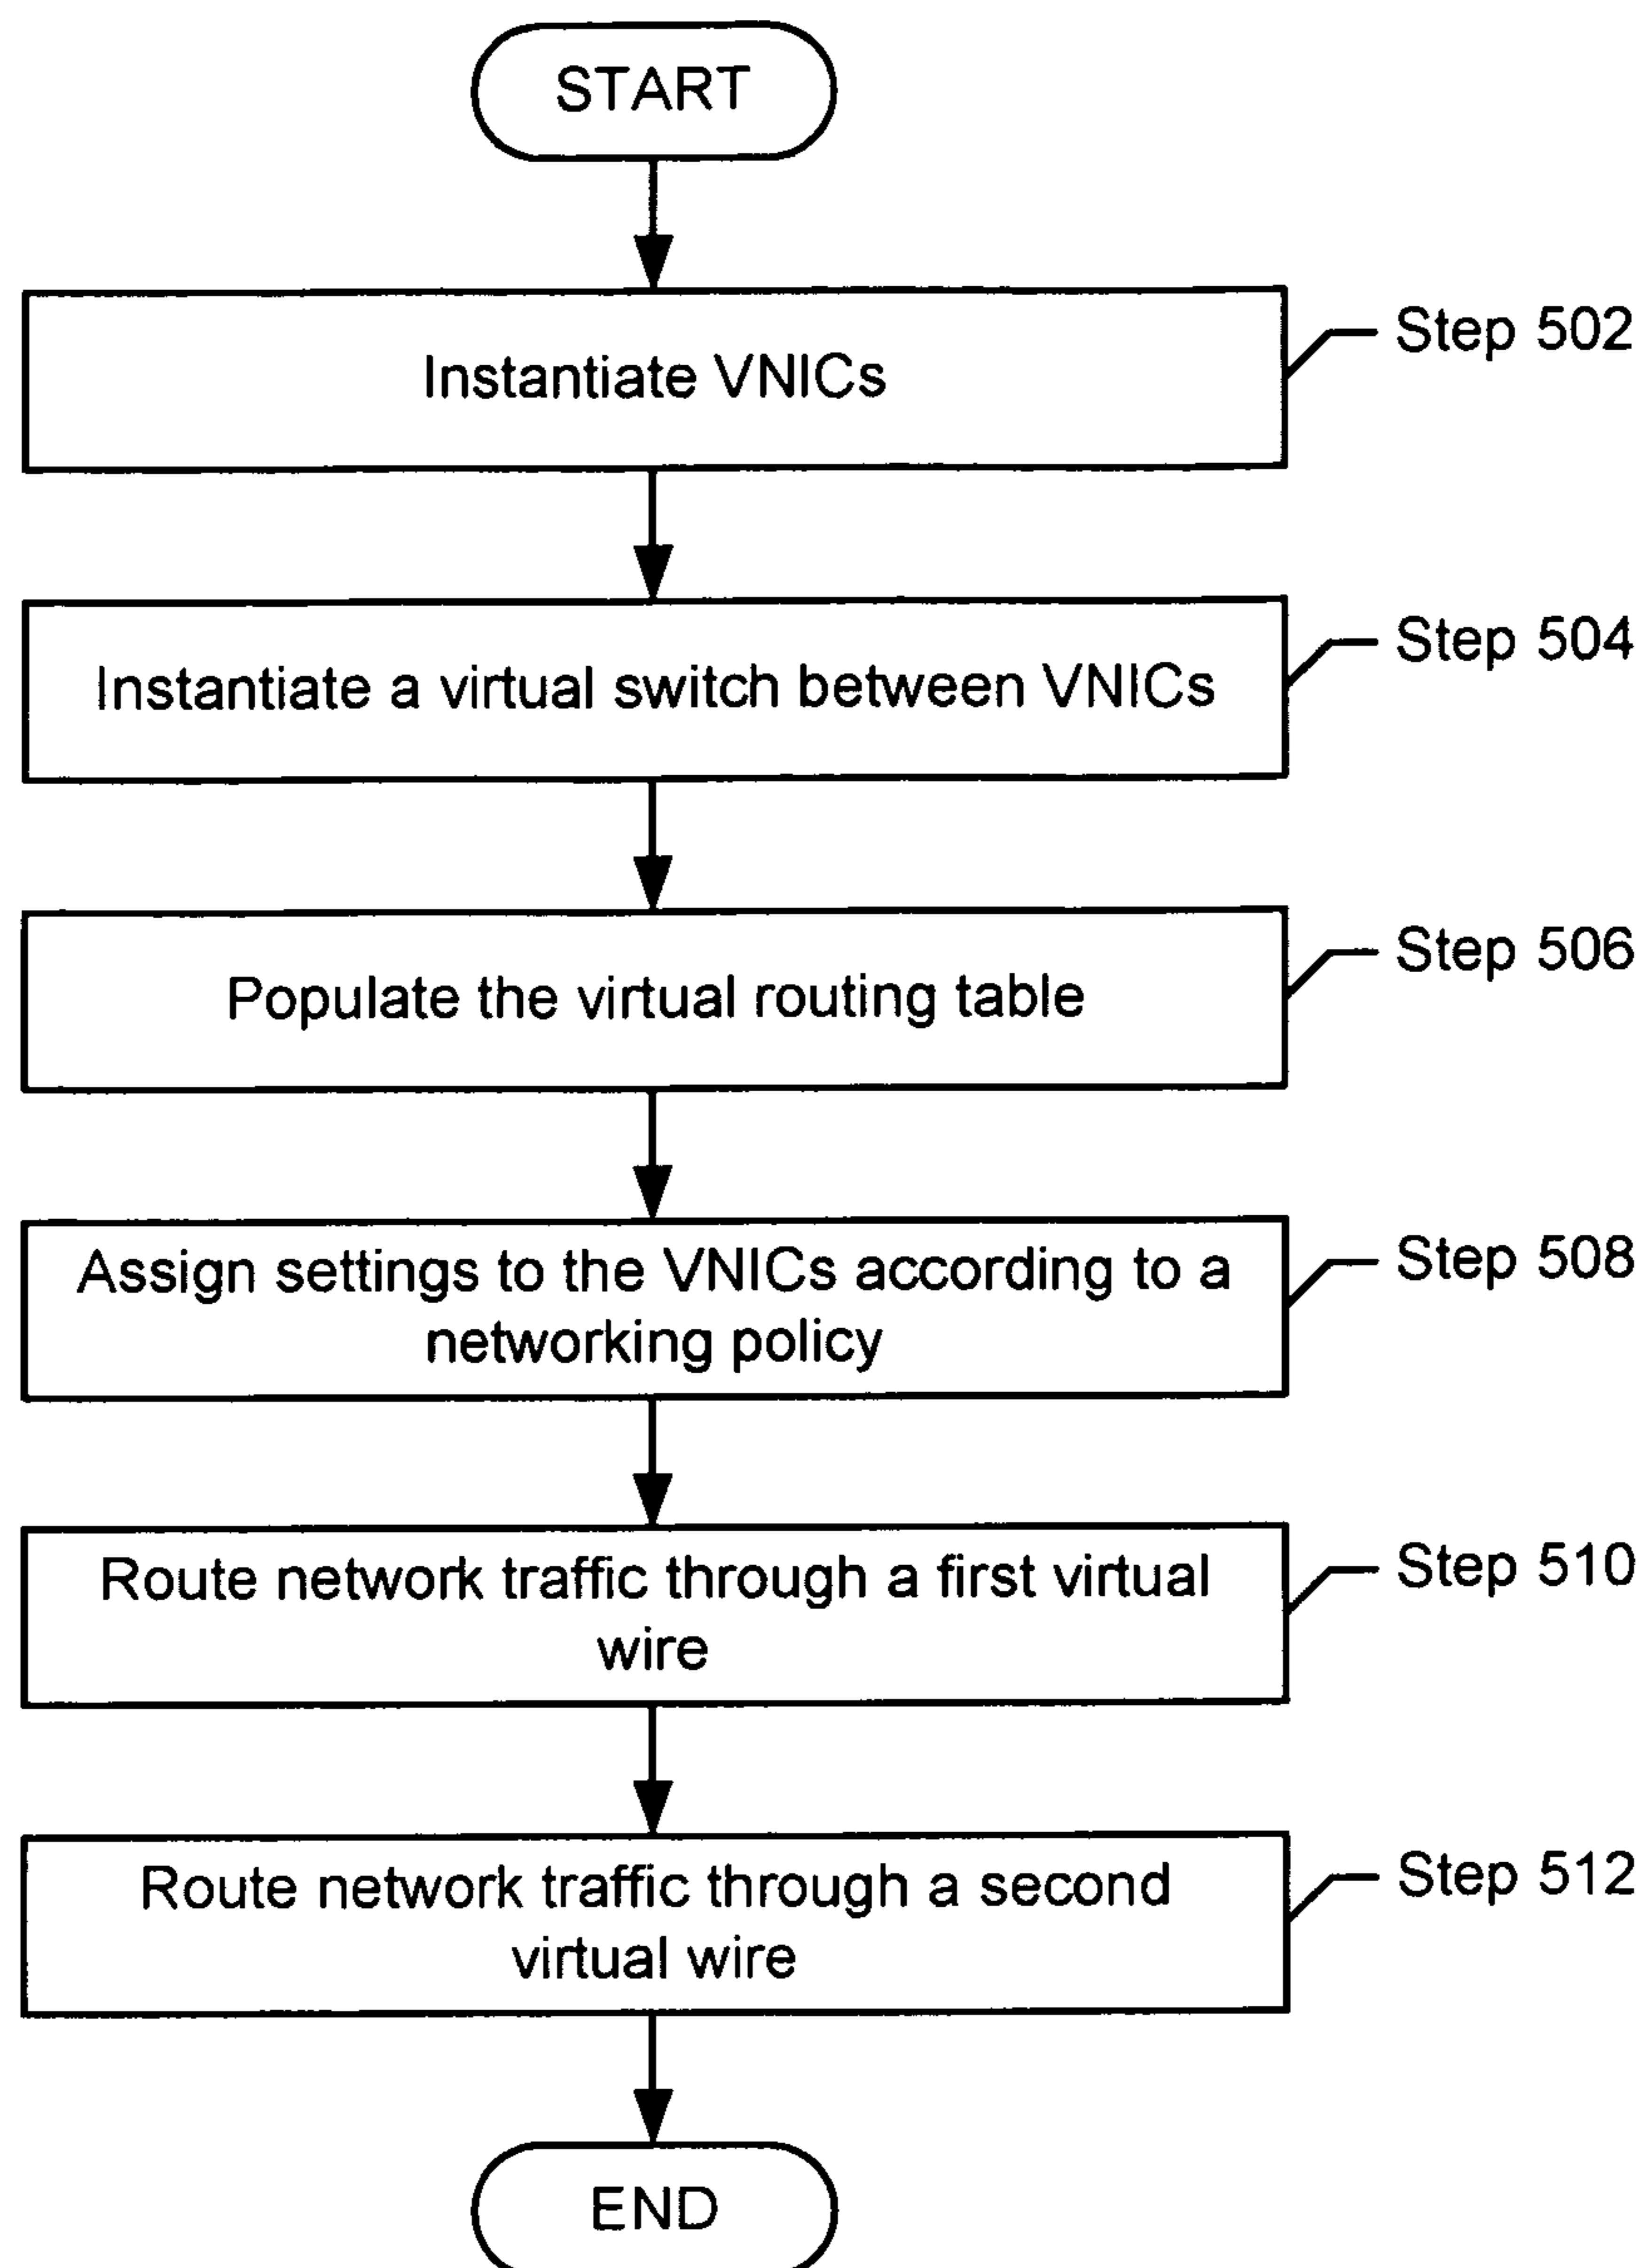 START
Instantiate VNICs
Step 502
Instantiate a virtual switch between VNICs
Step 504
Populate the virtual routing table
Step 506
Assign settings to the VNICs according to a
networking policy
Step 508
Route network traffic through a first virtual
wire
Step 510
Route network traffic through a second
virtual wire
Step 512
END